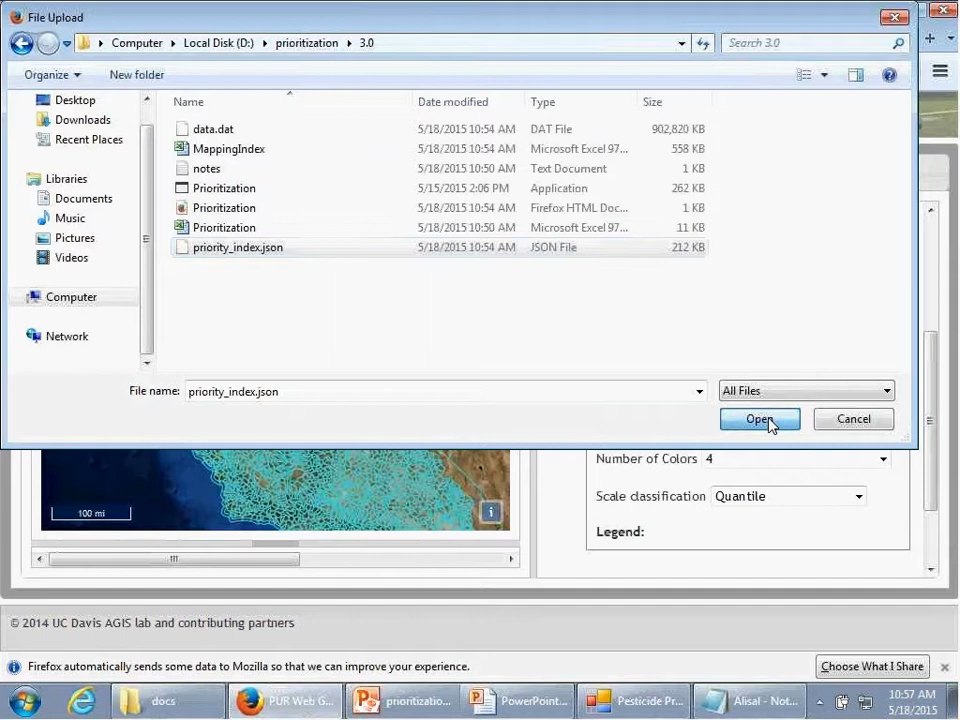 File Upload
Computer Local Disk (D:) prioritization 3.0
Search 3.0
Organize New folder
Desktop
Downloads
Recent Places
Libraries
Documents
Music
Pictures
Videos
Computer
Network
Name Date modified Type Size
data.dat 5/18/2015 10:54 AM DAT File 902,820 KB
MappingIndex 5/18/2015 10:54 AM Microsoft Excel 97... 558 KB
notes 5/18/2015 10:50 AM Text Document 1 KB
Prioritization 5/15/2015 2:06 PM Application 262 KB
Prioritization 5/18/2015 10:54 AM Firefox HTML Doc... 1 KB
Prioritization 5/18/2015 10:50 AM Microsoft Excel 97... 11 KB
priority_index.json 5/18/2015 10:54 AM JSON File 212 KB
File name: priority_index.json All Files
Open Cancel
100 mi
Number of Colors 4
Scale classification Quantile
Legend:
© 2014 UC Davis AGIS lab and contributing partners
Firefox automatically sends some data to Mozilla so that we can improve your experience. Choose What I Share
docs PUR Web G... prioritizatio... PowerPoint... Pesticide Pr... Alisal - Not...
10:57 AM
5/18/2015